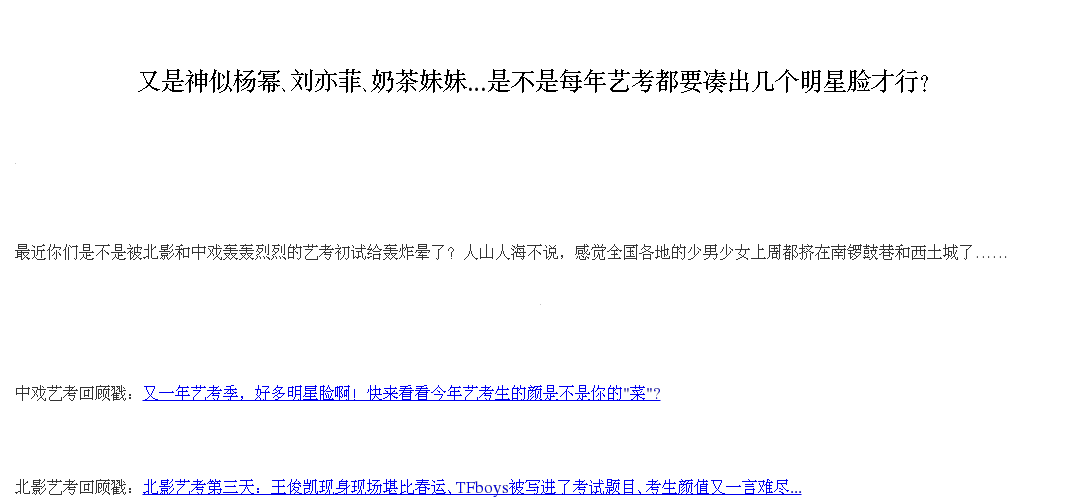 又是神似杨幂、刘亦菲、奶茶妹妹...是不是每年艺考都要凑出几个明星脸才行?
最近你们是不是被北影和中戏轰轰烈烈的艺考初试给轰炸晕了？人山人海不说，感觉全国各地的少男少女上周都挤在南锣鼓巷和西土城了……
中戏艺考回顾戳：又一年艺考季，好多明星脸啊！快来看看今年艺考生的颜是不是你的"菜"?
北影艺考回顾戳：北影艺考第三天：王俊凯现身现场堪比春运、TFboys被写进了考试题目、考生颜值又一言难尽...